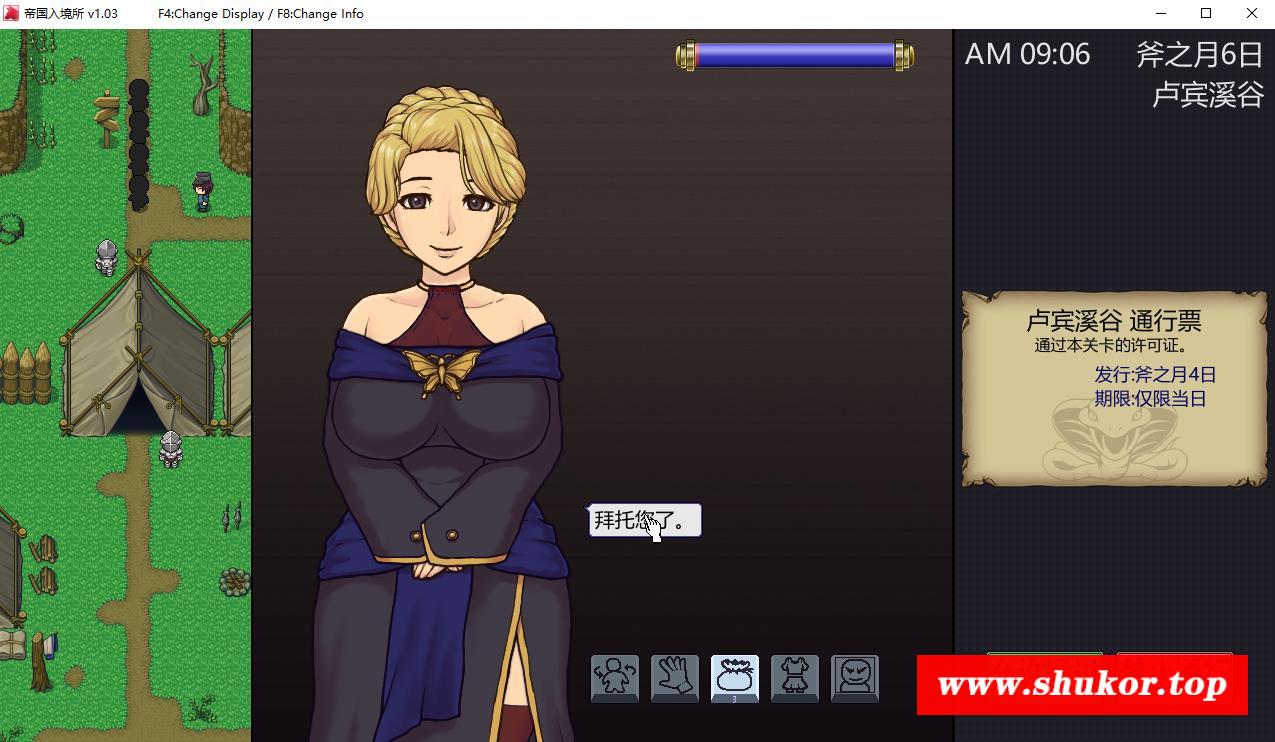 帝国入境所 v1.03
F4:Change Display / F8:Change Info
AM 09:06
斧之月6日
卢宾溪谷
卢宾溪谷 通行票
通过本关卡的许可证。
发行:斧之月4日
期限:仅限当日
拜托您了。
3
www.shukor.top